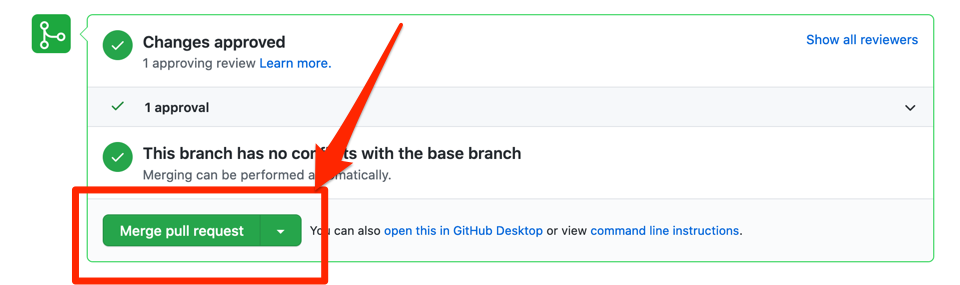 Changes approved
Show all reviewers
1 approving review Learn more.
1 approval
This branch has no conflicts with the base branch
Merging can be performed automatically.
Merge pull request
You can also open this in GitHub Desktop or view command line instructions.